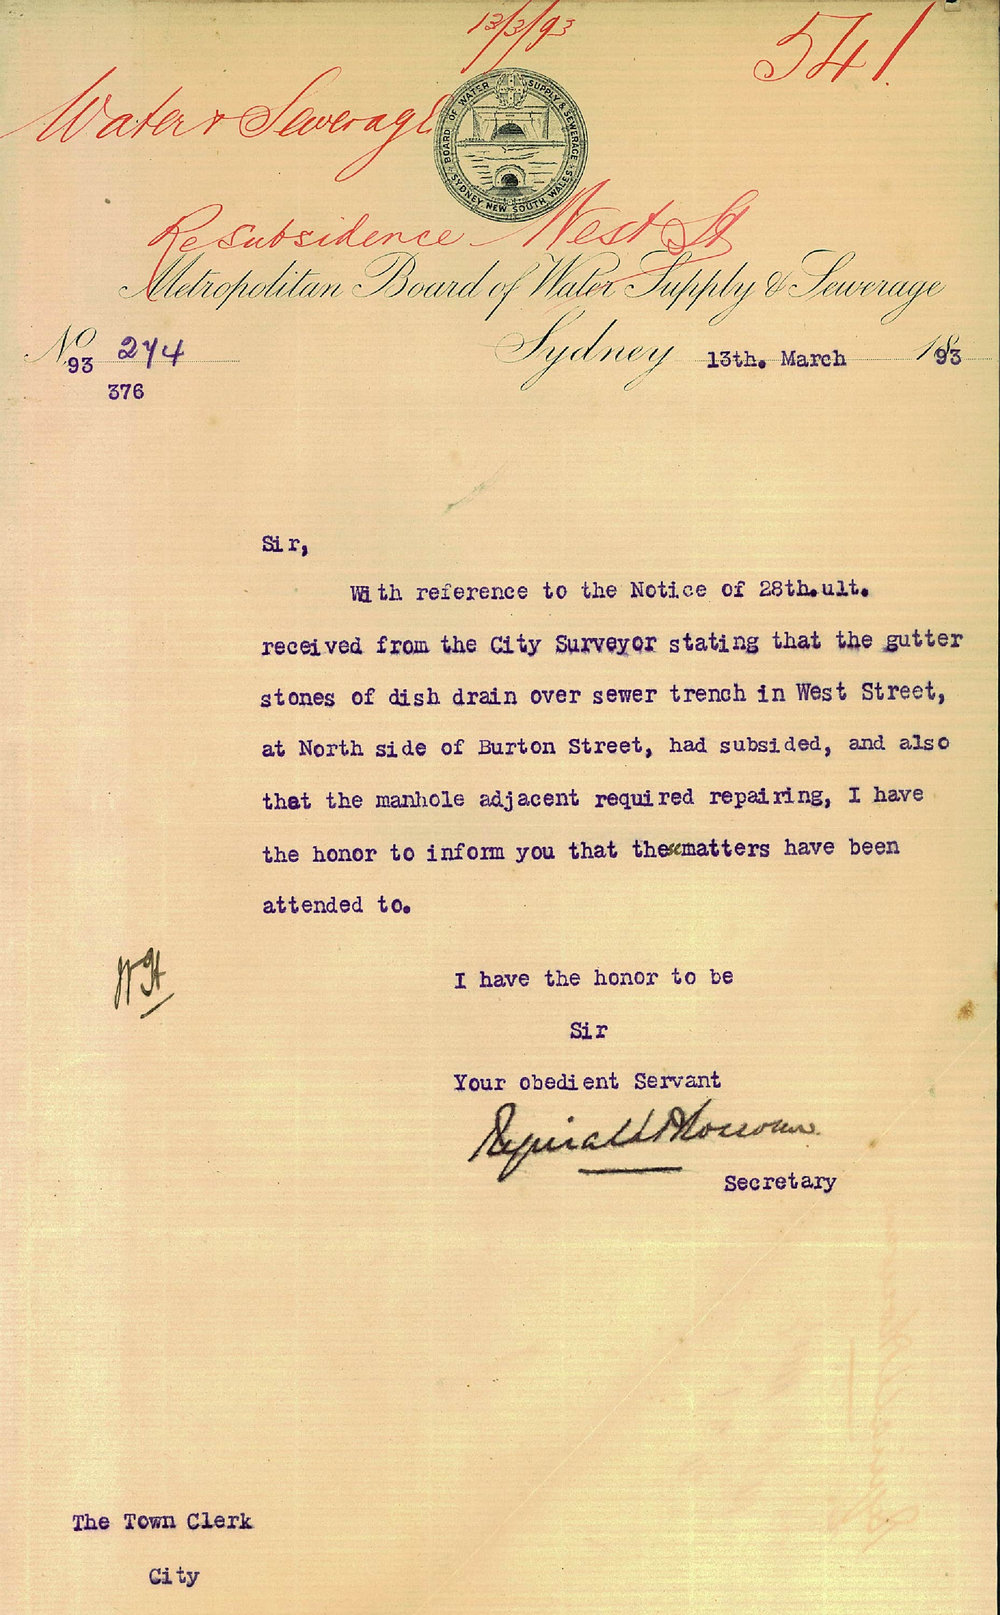 13/3/93
541
Water & Sewerage
BOARD OF WATER SUPPLY & SEWERAGE
SYDNEY NEW SOUTH WALES
Re subsidence West St
Metropolitan Board of Water Supply & Sewerage
No 93 274
376
Sydney 13th. March 1893
Sir,
With reference to the Notice of 28th.ult.
received from the City Surveyor stating that the gutter
stones of dish drain over sewer trench in West Street,
at North side of Burton Street, had subsided, and also
that the manhole adjacent required repairing, I have
the honor to inform you that these matters have been
attended to.
I have the honor to be
Sir
Your obedient Servant
Reginald
Secretary
The Town Clerk
City